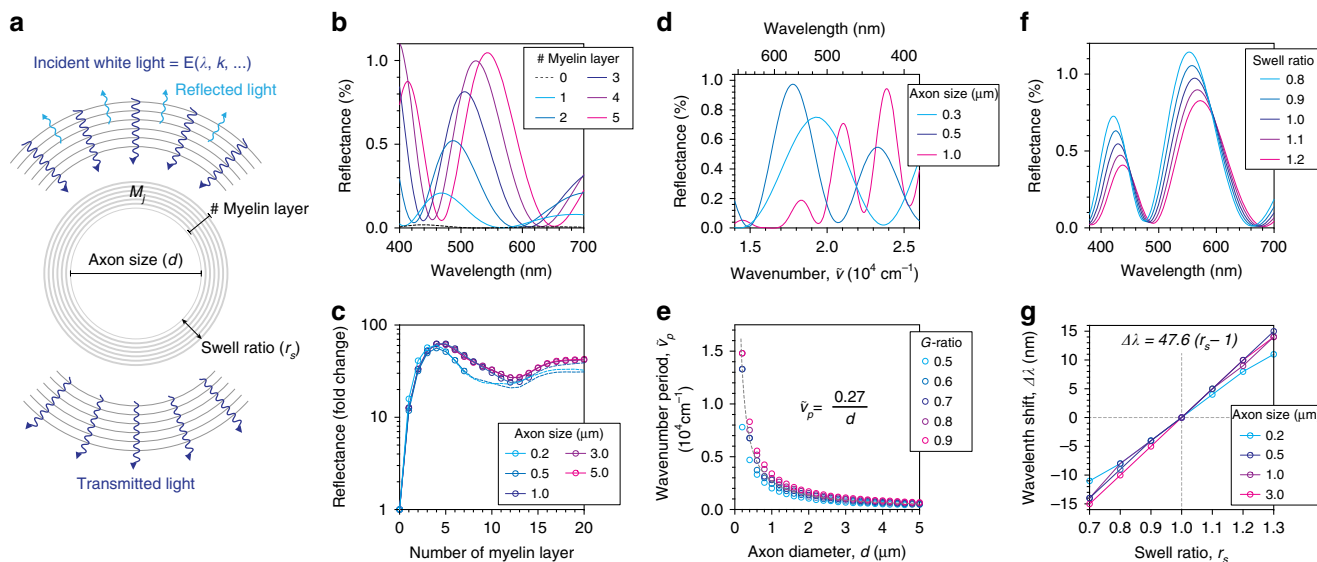 a
Incident white light = E(λ, k, ...)
Reflected light
M_j
# Myelin layer
Axon size (d)
Swell ratio (r_s)
Transmitted light
b
Reflectance (%)
1.0
0.5
0.0
# Myelin layer
0 3
1 4
2 5
400 500 600 700
Wavelength (nm)
c
Reflectance (fold change)
100
10
1
Axon size (μm)
0.2 3.0
0.5 5.0
1.0
0 5 10 15 20
Number of myelin layer
d
Wavelength (nm)
600 500 400
Reflectance (%)
1.0
0.8
0.6
0.4
0.2
0
Axon size (μm)
0.3
0.5
1.0
1.5 2.0 2.5
Wavenumber, ṽ (10⁴ cm⁻¹)
e
Wavenumber period, ṽ_p
(10⁴cm⁻¹)
1.5
1.0
0.5
0.0
ṽ_p= 0.27
d
G-ratio
0.5
0.6
0.7
0.8
0.9
0 1 2 3 4 5
Axon diameter, d (μm)
f
Reflectance (%)
1.0
0.5
0.0
Swell ratio
0.8
0.9
1.0
1.1
1.2
400 500 600 700
Wavelength (nm)
g
Wavelenth shift, Δλ (nm)
15
10
5
0
−5
−10
−15
Δλ = 47.6 (r_s− 1)
Axon size (μm)
0.2
0.5
1.0
3.0
0.7 0.8 0.9 1.0 1.1 1.2 1.3
Swell ratio, r_s